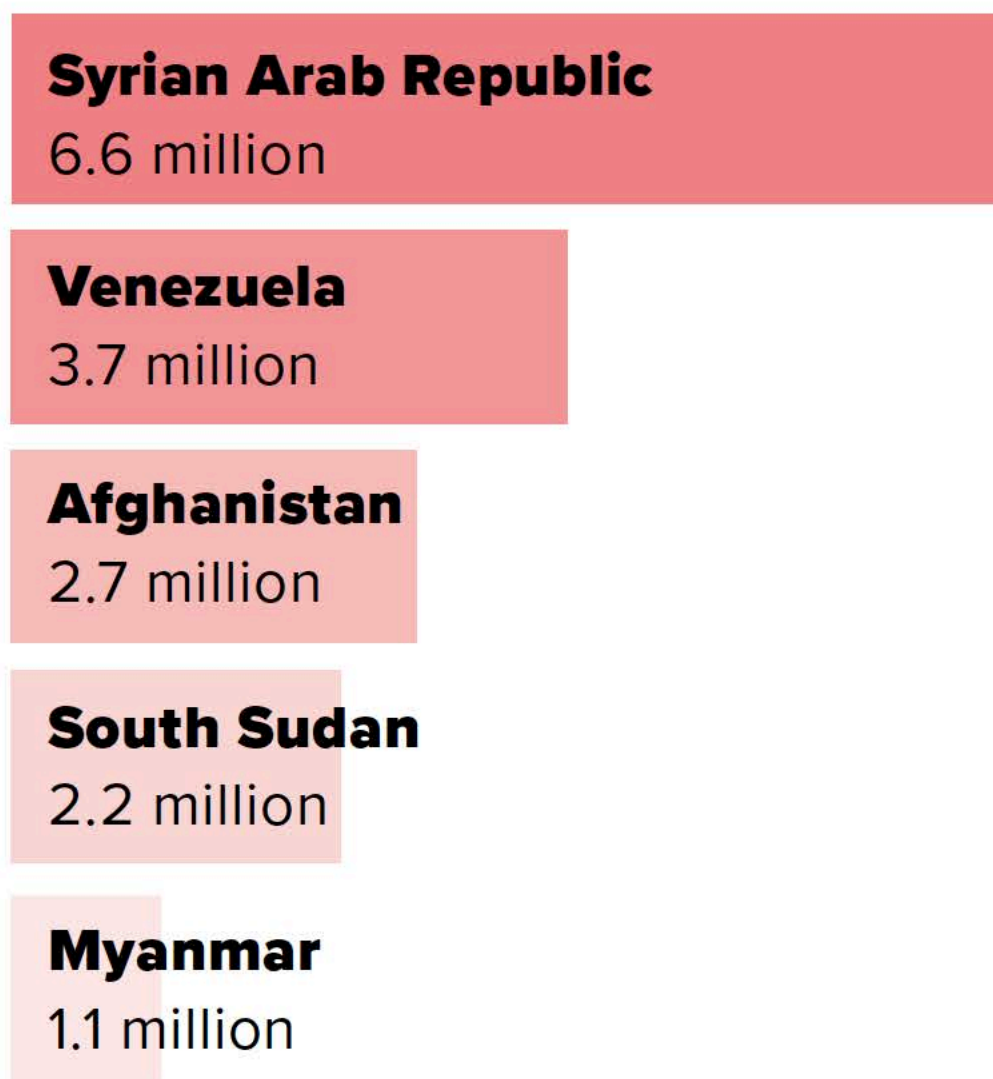 Syrian Arab Republic
6.6 million
Venezuela
3.7 million
Afghanistan
2.7 million
South Sudan
2.2 million
Myanmar
1.1 million